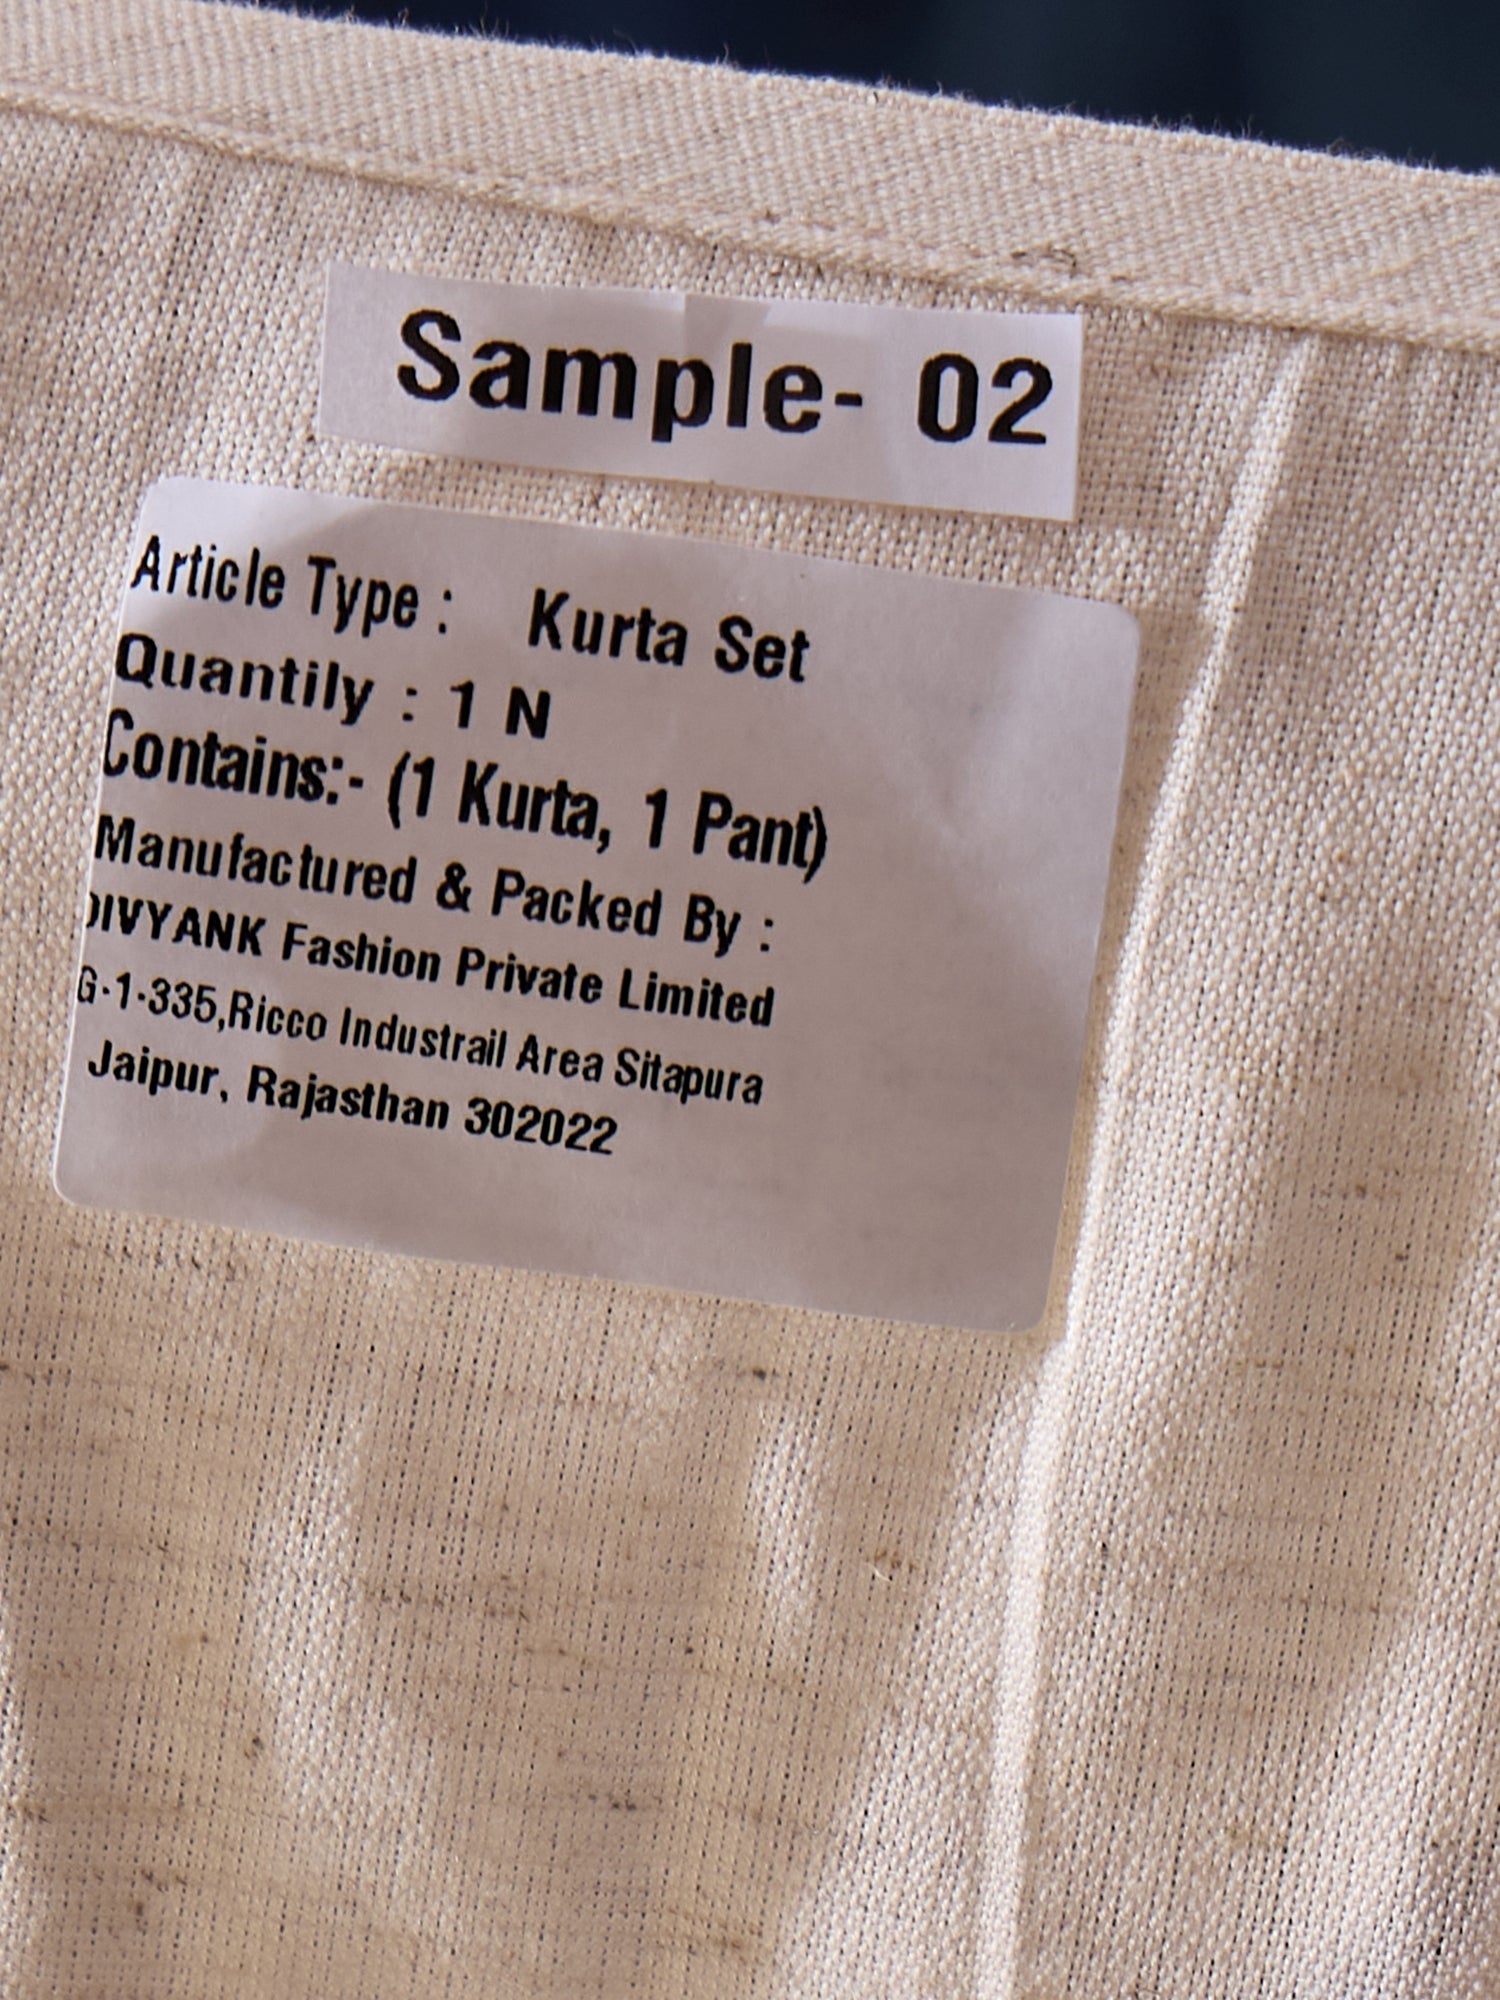 Sample- 02
Article Type : Kurta Set
Quantily : 1 N
Contains:- (1 Kurta, 1 Pant)
Manufactured & Packed By :
DIVYANK Fashion Private Limited
G-1-335,Ricco Industrail Area Sitapura
Jaipur, Rajasthan 302022